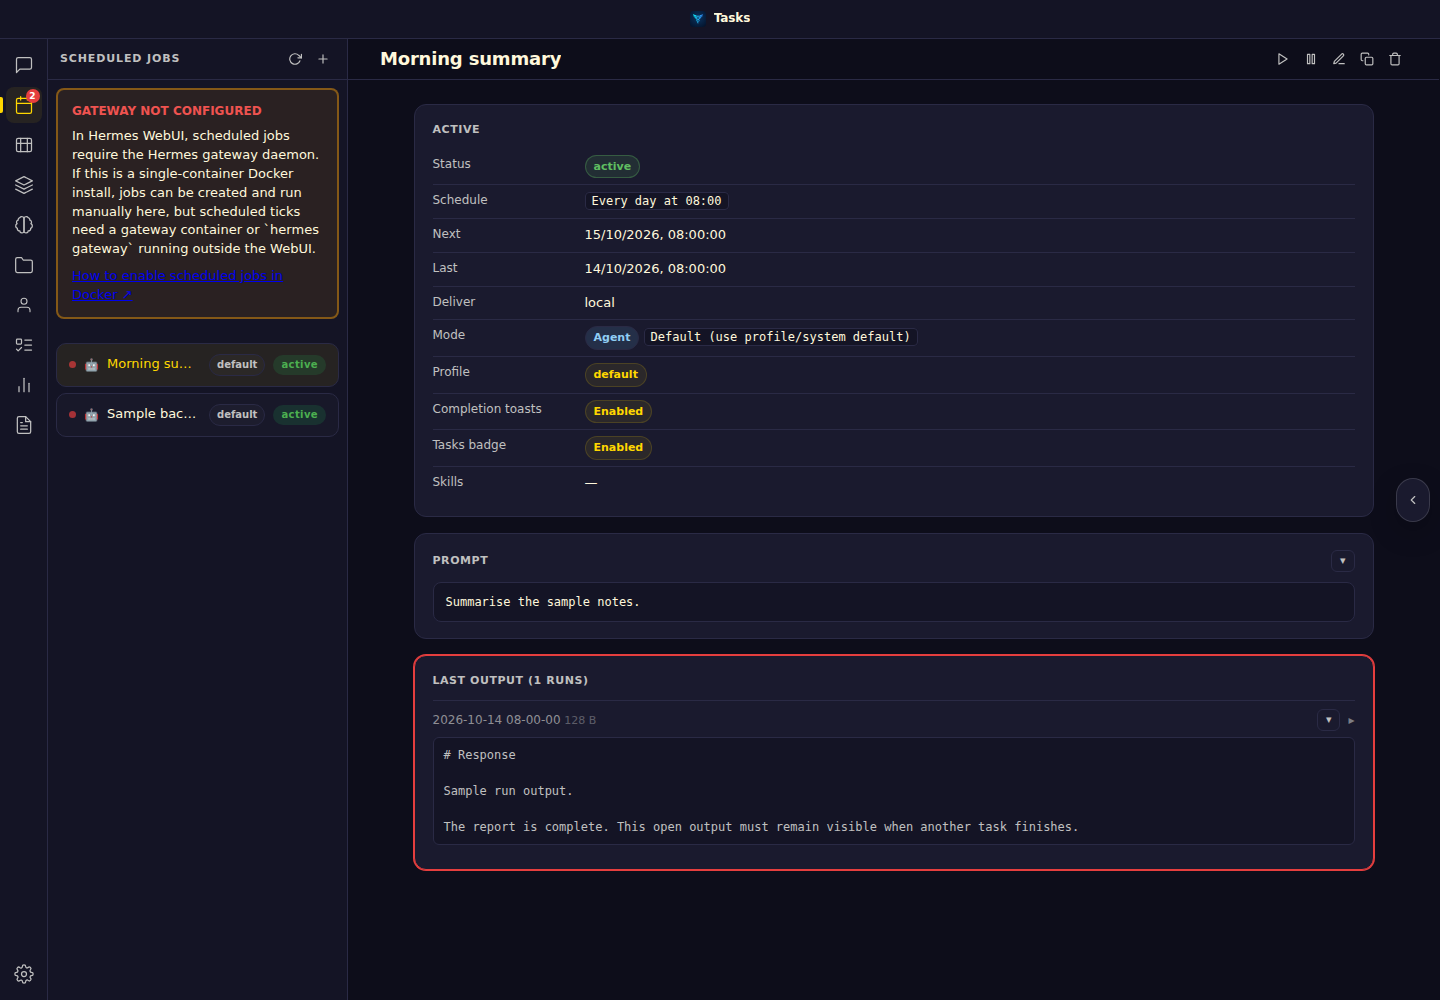 Tasks
SCHEDULED JOBS
Morning summary
2
GATEWAY NOT CONFIGURED
In Hermes WebUI, scheduled jobs
require the Hermes gateway daemon.
If this is a single-container Docker
install, jobs can be created and run
manually here, but scheduled ticks
need a gateway container or `hermes
gateway` running outside the WebUI.
How to enable scheduled jobs in
Docker ↗
Morning su… default active
Sample bac… default active
ACTIVE
Status active
Schedule Every day at 08:00
Next 15/10/2026, 08:00:00
Last 14/10/2026, 08:00:00
Deliver local
Mode Agent Default (use profile/system default)
Profile default
Completion toasts Enabled
Tasks badge Enabled
Skills —
PROMPT
Summarise the sample notes.
LAST OUTPUT (1 RUNS)
2026-10-14 08-00-00 128 B
# Response
Sample run output.
The report is complete. This open output must remain visible when another task finishes.